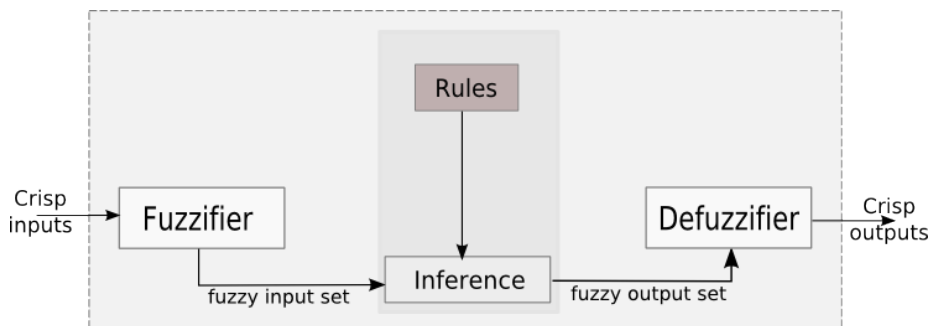 Rules
Crisp
inputs
Fuzzifier
Defuzzifier
Crisp
outputs
Inference
fuzzy input set
fuzzy output set